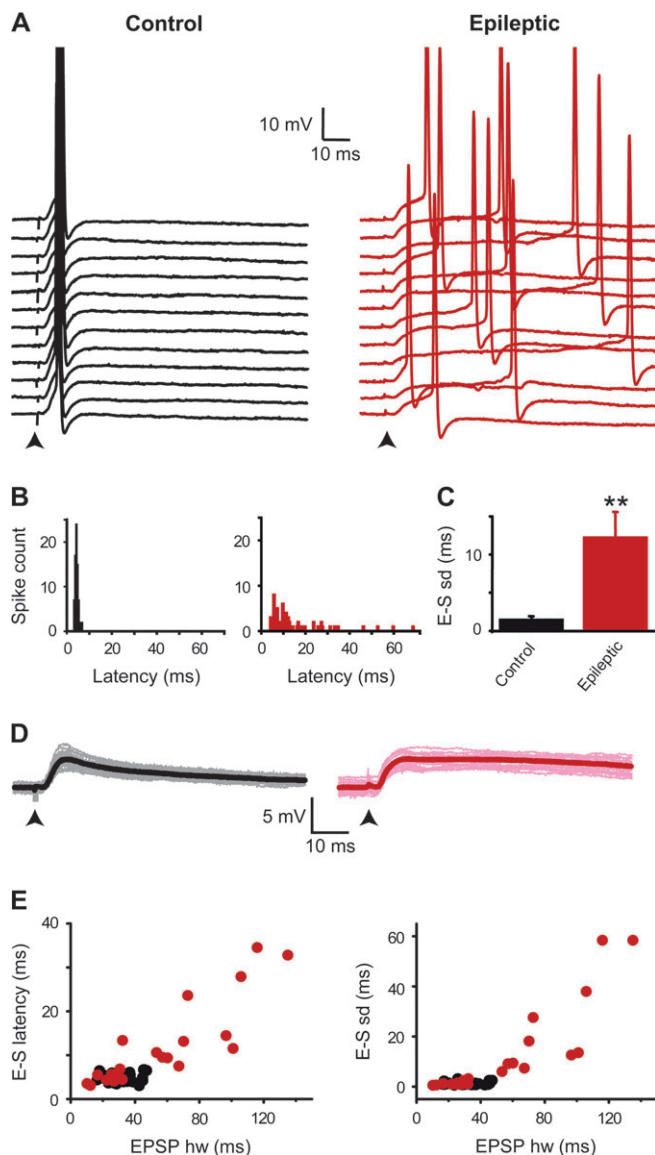 A
Control
Epileptic
10 mV
10 ms
B
Spike count
20
10
0
0 20 40 60
Latency (ms)
20
10
0
0 20 40 60
Latency (ms)
C
**
E-S sd (ms)
10
0
Control
Epileptic
D
5 mV
10 ms
E
E-S latency (ms)
40
20
0
0 40 80 120
EPSP hw (ms)
E-S sd (ms)
60
40
20
0
0 40 80 120
EPSP hw (ms)